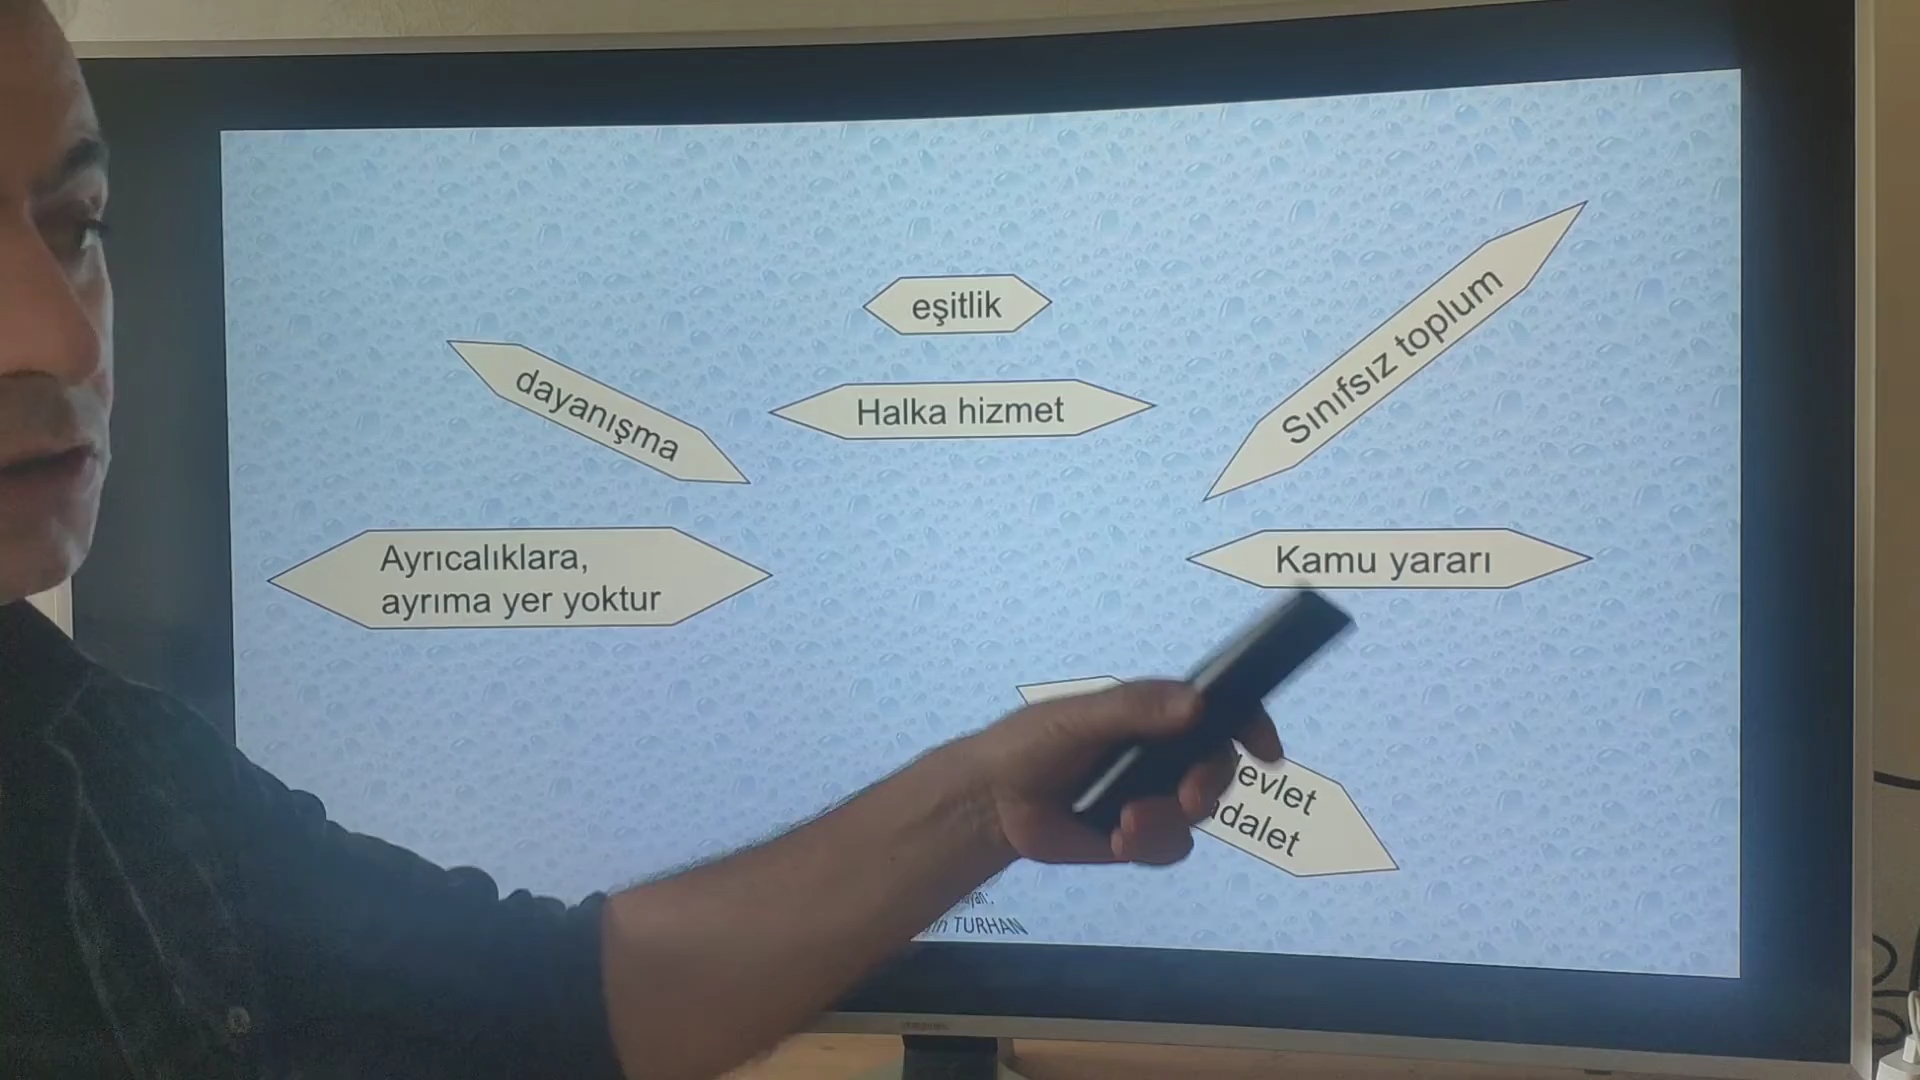 eşitlik
dayanışma
Halka hizmet
Sınıfsız toplum
Ayrıcalıklara,
ayrıma yer yoktur
Kamu yararı
TURHAN